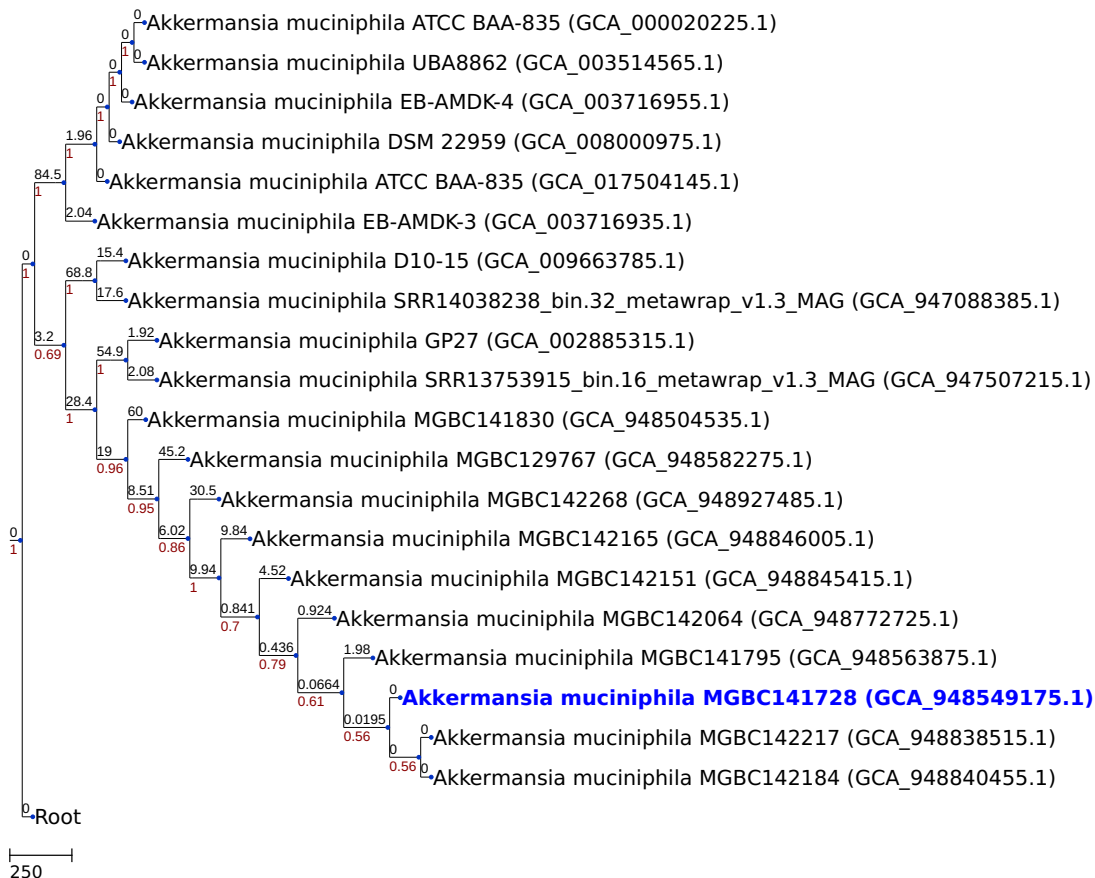 0
Akkermansia muciniphila ATCC BAA-835 (GCA_000020225.1)
0
1
0
Akkermansia muciniphila UBA8862 (GCA_003514565.1)
0
1
0
Akkermansia muciniphila EB-AMDK-4 (GCA_003716955.1)
0
1
0
Akkermansia muciniphila DSM 22959 (GCA_008000975.1)
1.96
1
0
Akkermansia muciniphila ATCC BAA-835 (GCA_017504145.1)
84.5
1
2.04
Akkermansia muciniphila EB-AMDK-3 (GCA_003716935.1)
0
1
15.4
Akkermansia muciniphila D10-15 (GCA_009663785.1)
68.8
1
17.6
Akkermansia muciniphila SRR14038238_bin.32_metawrap_v1.3_MAG (GCA_947088385.1)
3.2
0.69
1.92
Akkermansia muciniphila GP27 (GCA_002885315.1)
54.9
1
2.08
Akkermansia muciniphila SRR13753915_bin.16_metawrap_v1.3_MAG (GCA_947507215.1)
28.4
1
60
Akkermansia muciniphila MGBC141830 (GCA_948504535.1)
19
0.96
45.2
Akkermansia muciniphila MGBC129767 (GCA_948582275.1)
8.51
0.95
30.5
Akkermansia muciniphila MGBC142268 (GCA_948927485.1)
6.02
0.86
9.84
Akkermansia muciniphila MGBC142165 (GCA_948846005.1)
0
1
9.94
1
4.52
Akkermansia muciniphila MGBC142151 (GCA_948845415.1)
0.841
0.7
0.924
Akkermansia muciniphila MGBC142064 (GCA_948772725.1)
0.436
0.79
1.98
Akkermansia muciniphila MGBC141795 (GCA_948563875.1)
0.0664
0.61
0
Akkermansia muciniphila MGBC141728 (GCA_948549175.1)
0.0195
0.56
0
Akkermansia muciniphila MGBC142217 (GCA_948838515.1)
0
0.56
0
Akkermansia muciniphila MGBC142184 (GCA_948840455.1)
0
Root
250